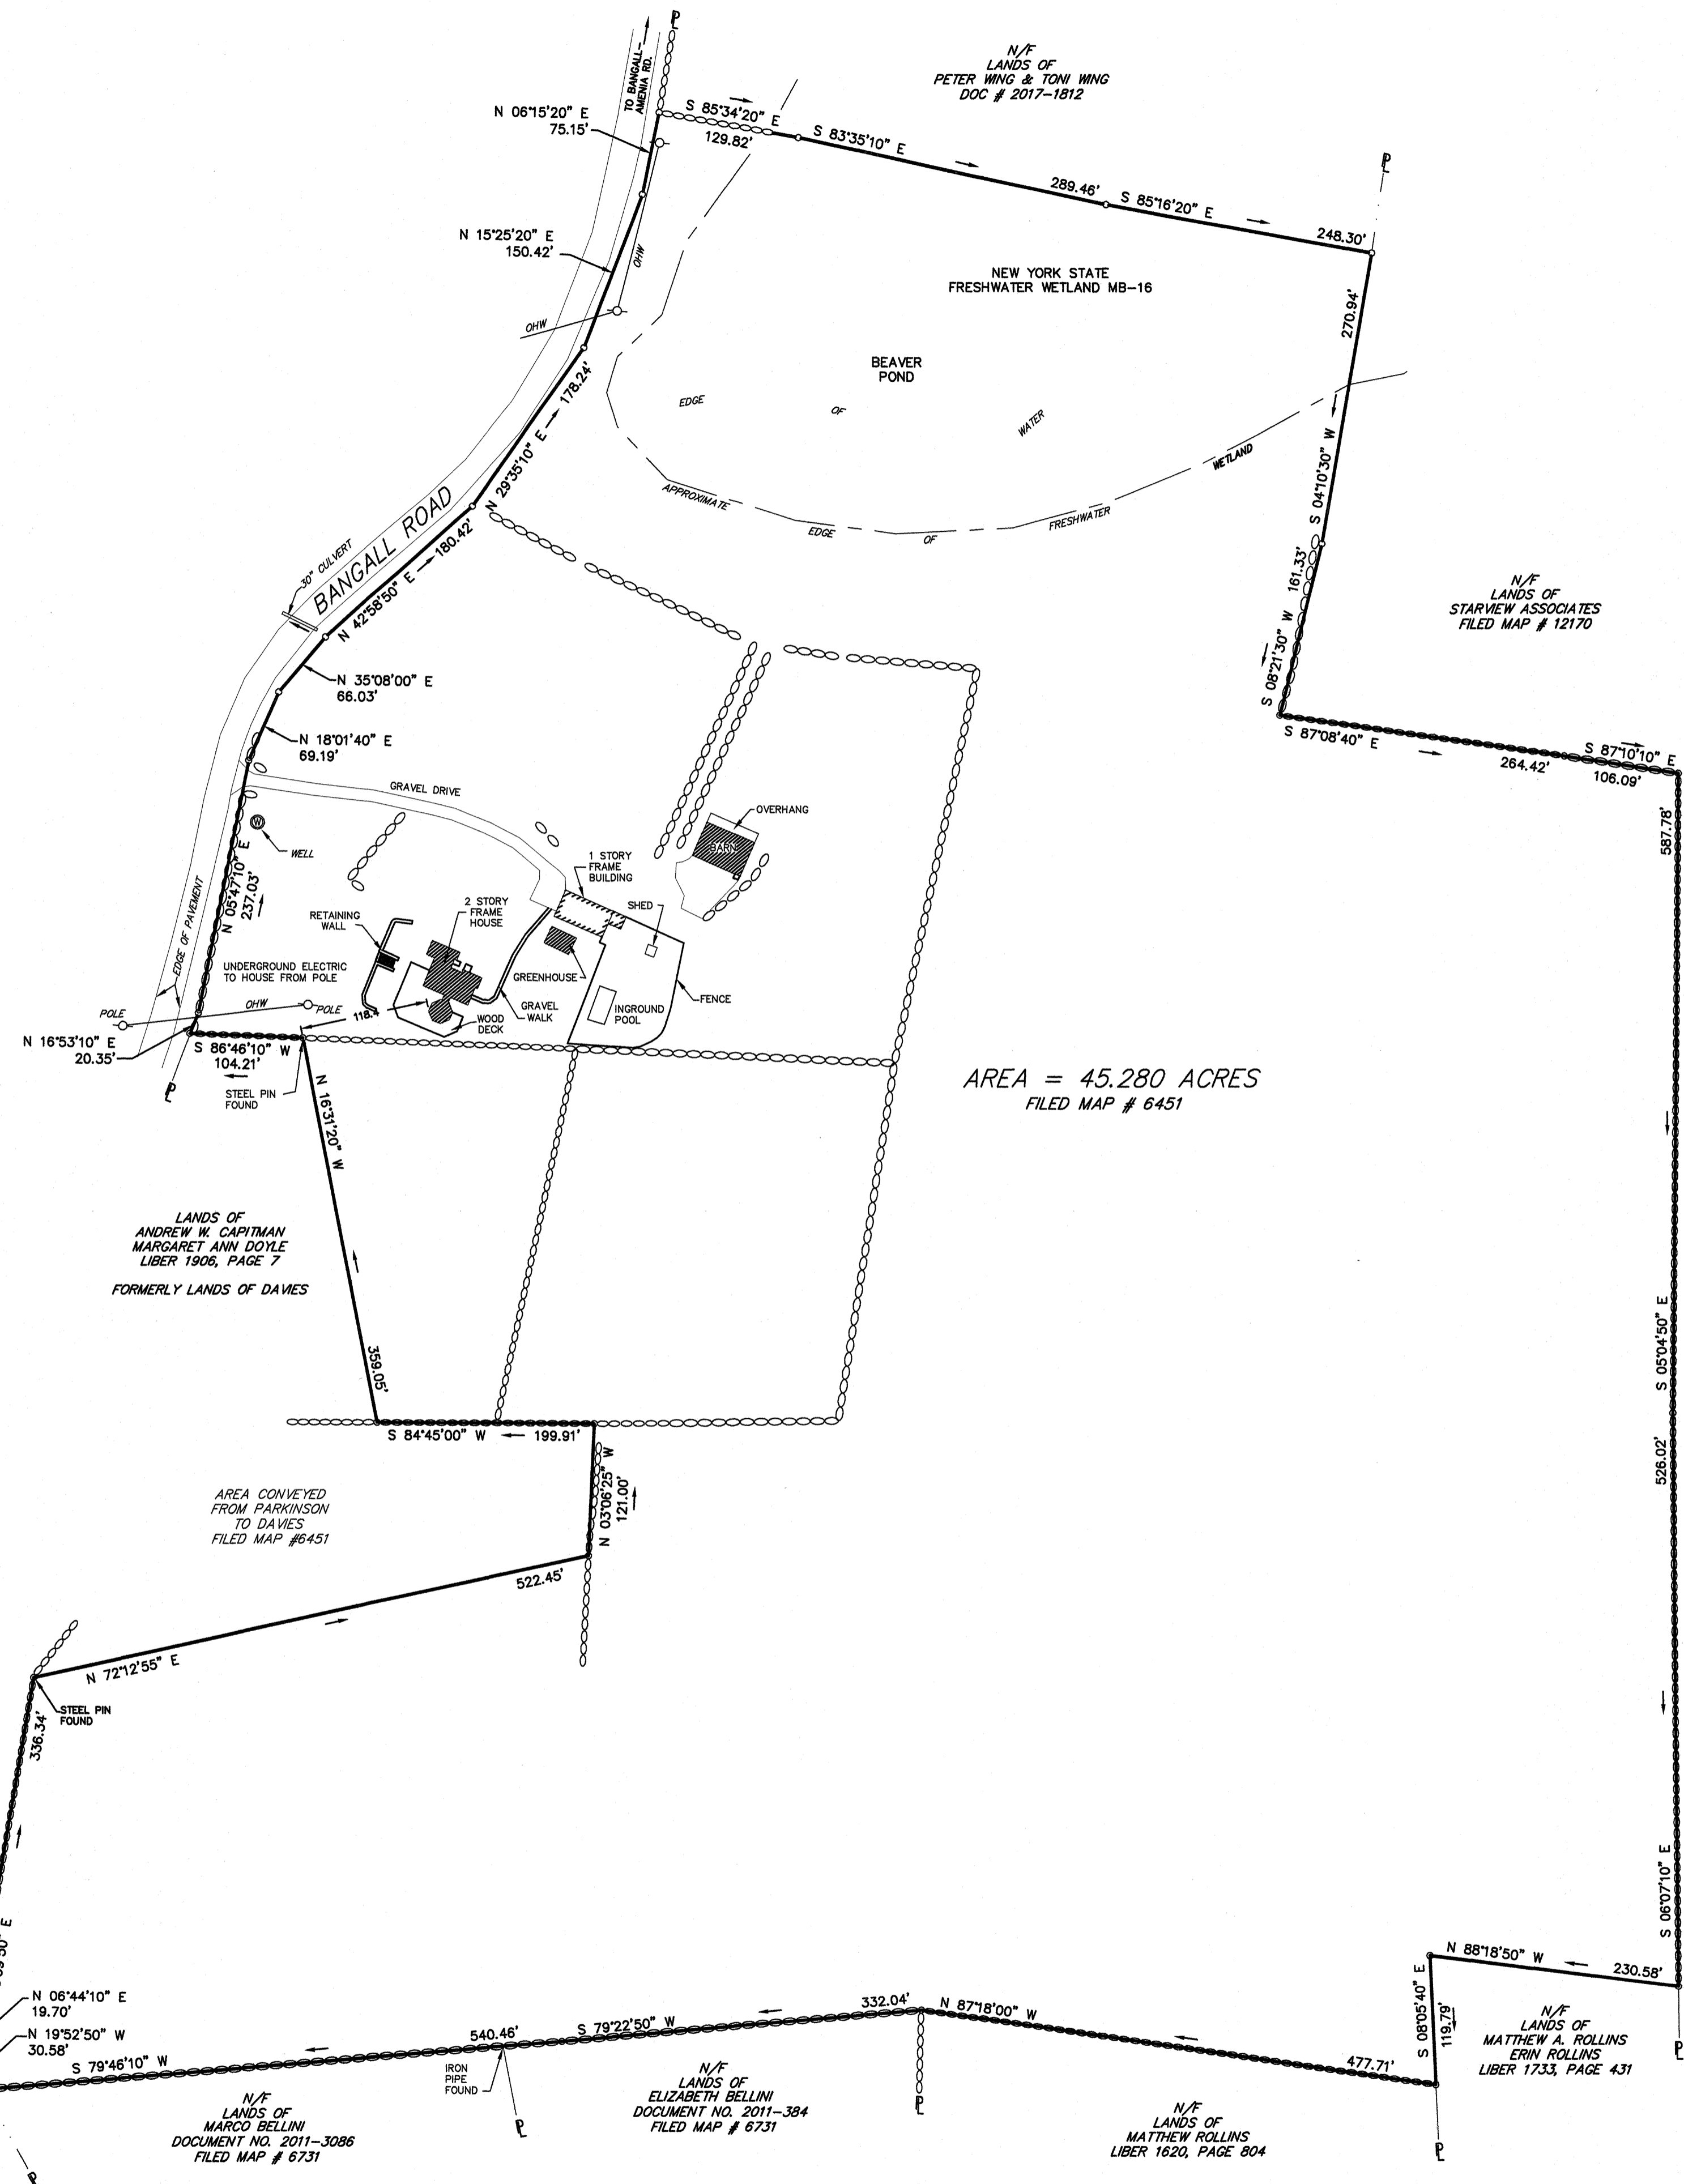 TO BANGALL-
AMENIA RD.
N/F
LANDS OF
PETER WING & TONI WING
DOC # 2017-1812
N 06°15'20" E
75.15'
S 85°34'20" E
129.82'
S 83°35'10" E
289.46'
S 85°16'20" E
248.30'
N 15°25'20" E
150.42'
OHW
OHW
NEW YORK STATE
FRESHWATER WETLAND MB-16
BEAVER
POND
EDGE OF WATER
270.94'
S 04°10'30" W
N 29°35'10" E
178.24'
APPROXIMATE EDGE OF FRESHWATER WETLAND
BANGALL ROAD
30" CULVERT
N 42°58'50" E
180.42'
161.33'
S 08°21'30" W
N/F
LANDS OF
STARVIEW ASSOCIATES
FILED MAP # 12170
N 35°08'00" E
66.03'
N 18°01'40" E
69.19'
S 87°08'40" E
264.42'
S 87°10'10" E
106.09'
587.78'
GRAVEL DRIVE
OVERHANG
BARN
W
WELL
1 STORY
FRAME
BUILDING
N 05°47'10" E
237.03'
EDGE OF PAVEMENT
RETAINING
WALL
2 STORY
FRAME
HOUSE
SHED
UNDERGROUND ELECTRIC
TO HOUSE FROM POLE
GREENHOUSE
FENCE
POLE
OHW
POLE
118.4
WOOD
DECK
GRAVEL
WALK
INGROUND
POOL
N 16°53'10" E
20.35'
S 86°46'10" W
104.21'
STEEL PIN
FOUND
AREA = 45.280 ACRES
FILED MAP # 6451
N 16°31'20" W
359.05'
LANDS OF
ANDREW W. CAPITMAN
MARGARET ANN DOYLE
LIBER 1906, PAGE 7
FORMERLY LANDS OF DAVIES
S 05°04'50" E
526.02'
S 84°45'00" W
199.91'
N 03°06'25" W
121.00'
AREA CONVEYED
FROM PARKINSON
TO DAVIES
FILED MAP #6451
522.45'
N 72°12'55" E
STEEL PIN
FOUND
336.34'
S 06°07'10" E
N 88°18'50" W
230.58'
S 08°05'40" E
119.79'
N 06°44'10" E
19.70'
N 19°52'50" W
30.58'
S 79°46'10" W
540.46'
IRON
PIPE
FOUND
S 79°22'50" W
332.04'
N 87°18'00" W
477.71'
N/F
LANDS OF
MATTHEW A. ROLLINS
ERIN ROLLINS
LIBER 1733, PAGE 431
N/F
LANDS OF
MARCO BELLINI
DOCUMENT NO. 2011-3086
FILED MAP # 6731
N/F
LANDS OF
ELIZABETH BELLINI
DOCUMENT NO. 2011-384
FILED MAP # 6731
N/F
LANDS OF
MATTHEW ROLLINS
LIBER 1620, PAGE 804